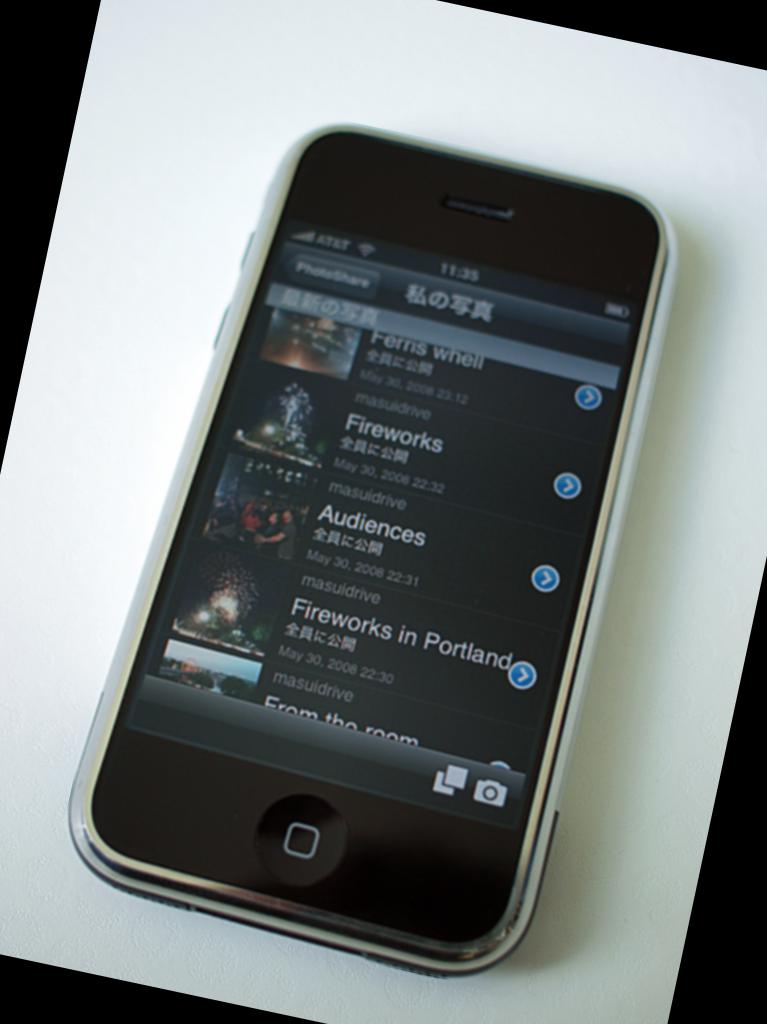 AT&T
11:35
PhotoShare
私の写真
最新の写真
Ferris whell
全員に公開
May 30, 2008 23:12
masuidrive
Fireworks
全員に公開
May 30, 2008 22:32
masuidrive
Audiences
全員に公開
May 30, 2008 22:31
masuidrive
Fireworks in Portland
全員に公開
May 30, 2008 22:30
masuidrive
From the room